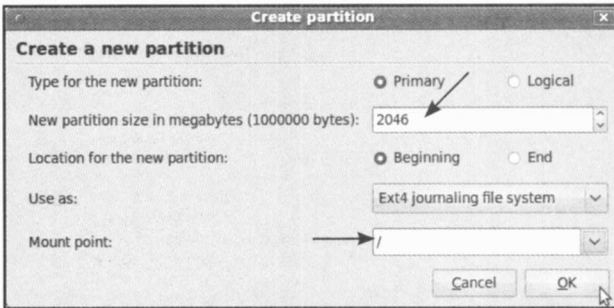 Create partition
Create a new partition
Type for the new partition: Primary Logical
New partition size in megabytes (1000000 bytes): 2046
Location for the new partition: Beginning End
Use as: Ext4 journaling file system
Mount point: /
Cancel OK